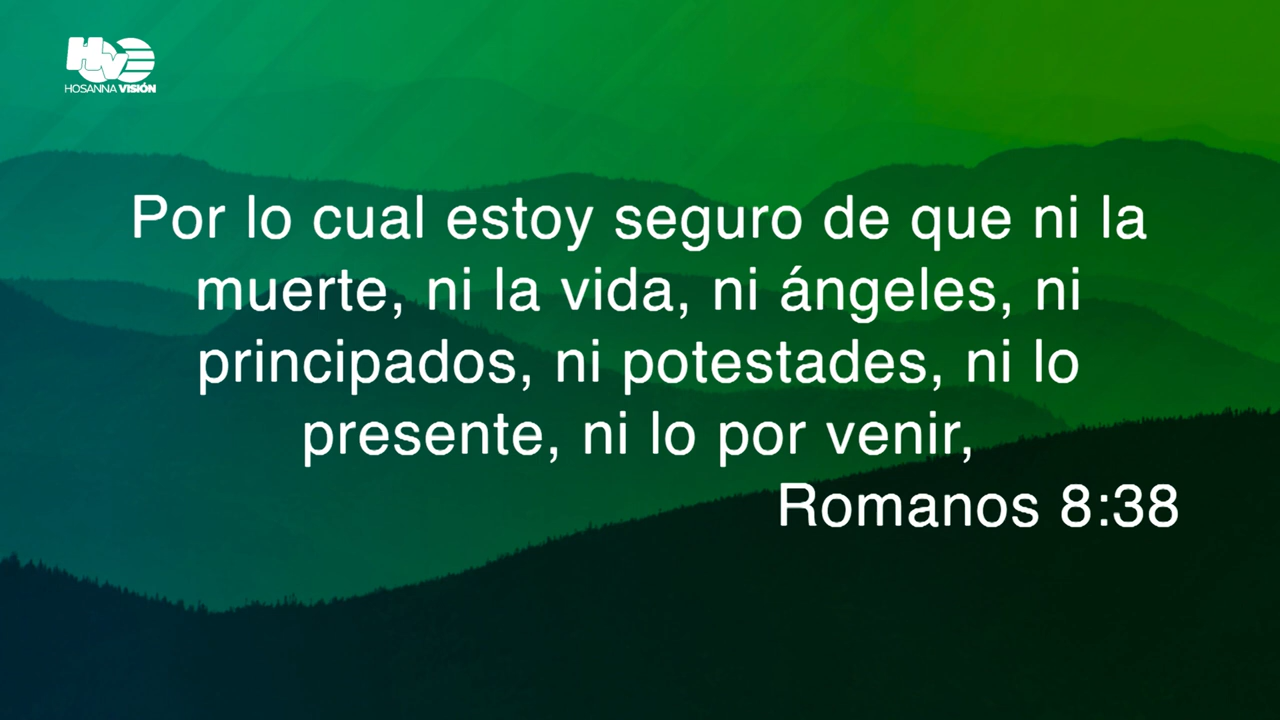 HVE
HOSANNA VISIÓN
Por lo cual estoy seguro de que ni la
muerte, ni la vida, ni ángeles, ni
principados, ni potestades, ni lo
presente, ni lo por venir,
Romanos 8:38